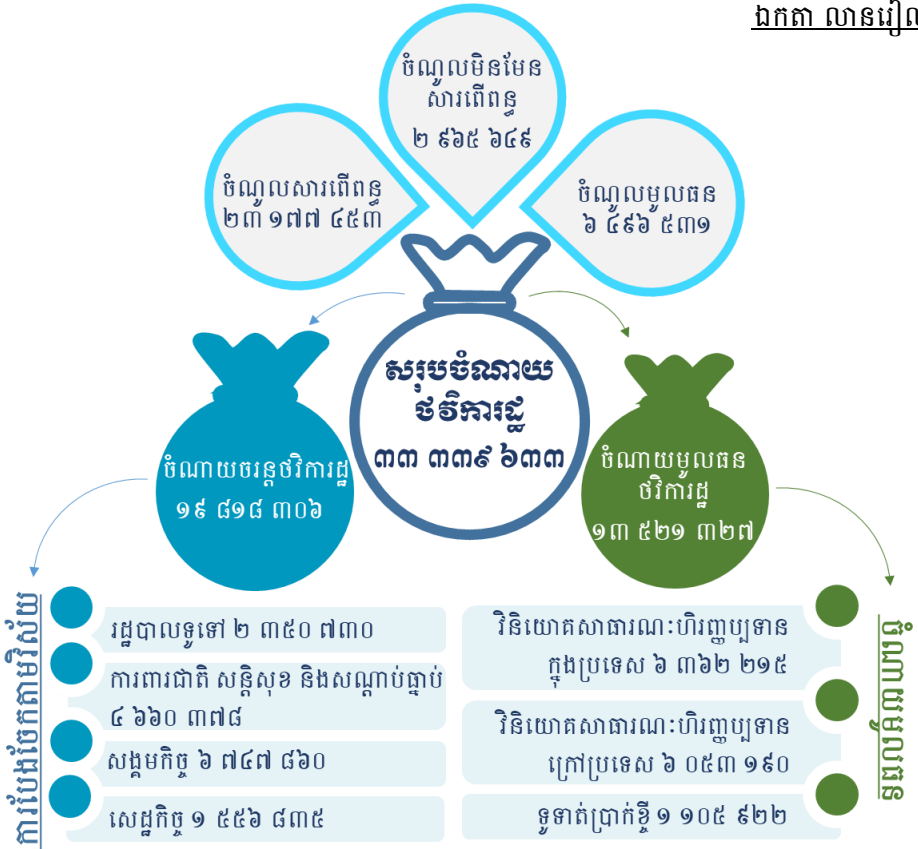 ឯកតា លានរៀល
ចំណូលមិនមែន
សារពើពន្ធ
២ ៩៦៥ ៦៤៩
ចំណូលសារពើពន្ធ
២៣ ១៧៧ ៤៥៣
ចំណូលមូលធន
៦ ៤៩៦ ៥៣១
សរុបចំណាយ
ថវិការដ្ឋ
៣៣ ៣៣៩ ៦៣៣
ចំណាយចរន្តថវិការដ្ឋ
១៩ ៨១៨ ៣០៦
ចំណាយមូលធន
ថវិការដ្ឋ
១៣ ៥២១ ៣២៧
ការបែងចែកតាមវិស័យ
រដ្ឋបាលទូទៅ ២ ៣៥០ ៧៣០
ការពារជាតិ សន្តិសុខ និងសណ្តាប់ធ្នាប់
៤ ៦៦០ ៣៧៨
សង្គមកិច្ច ៦ ៧៤៧ ៨៦០
សេដ្ឋកិច្ច ១ ៥៥៦ ៨៣៥
ចំណាយមូលធន
វិនិយោគសាធារណៈហិរញ្ញប្បទាន
ក្នុងប្រទេស ៦ ៣៦២ ២១៥
វិនិយោគសាធារណៈហិរញ្ញប្បទាន
ក្រៅប្រទេស ៦ ០៥៣ ១៩០
ទូទាត់ប្រាក់ខ្ចី ១ ១០៥ ៩២២